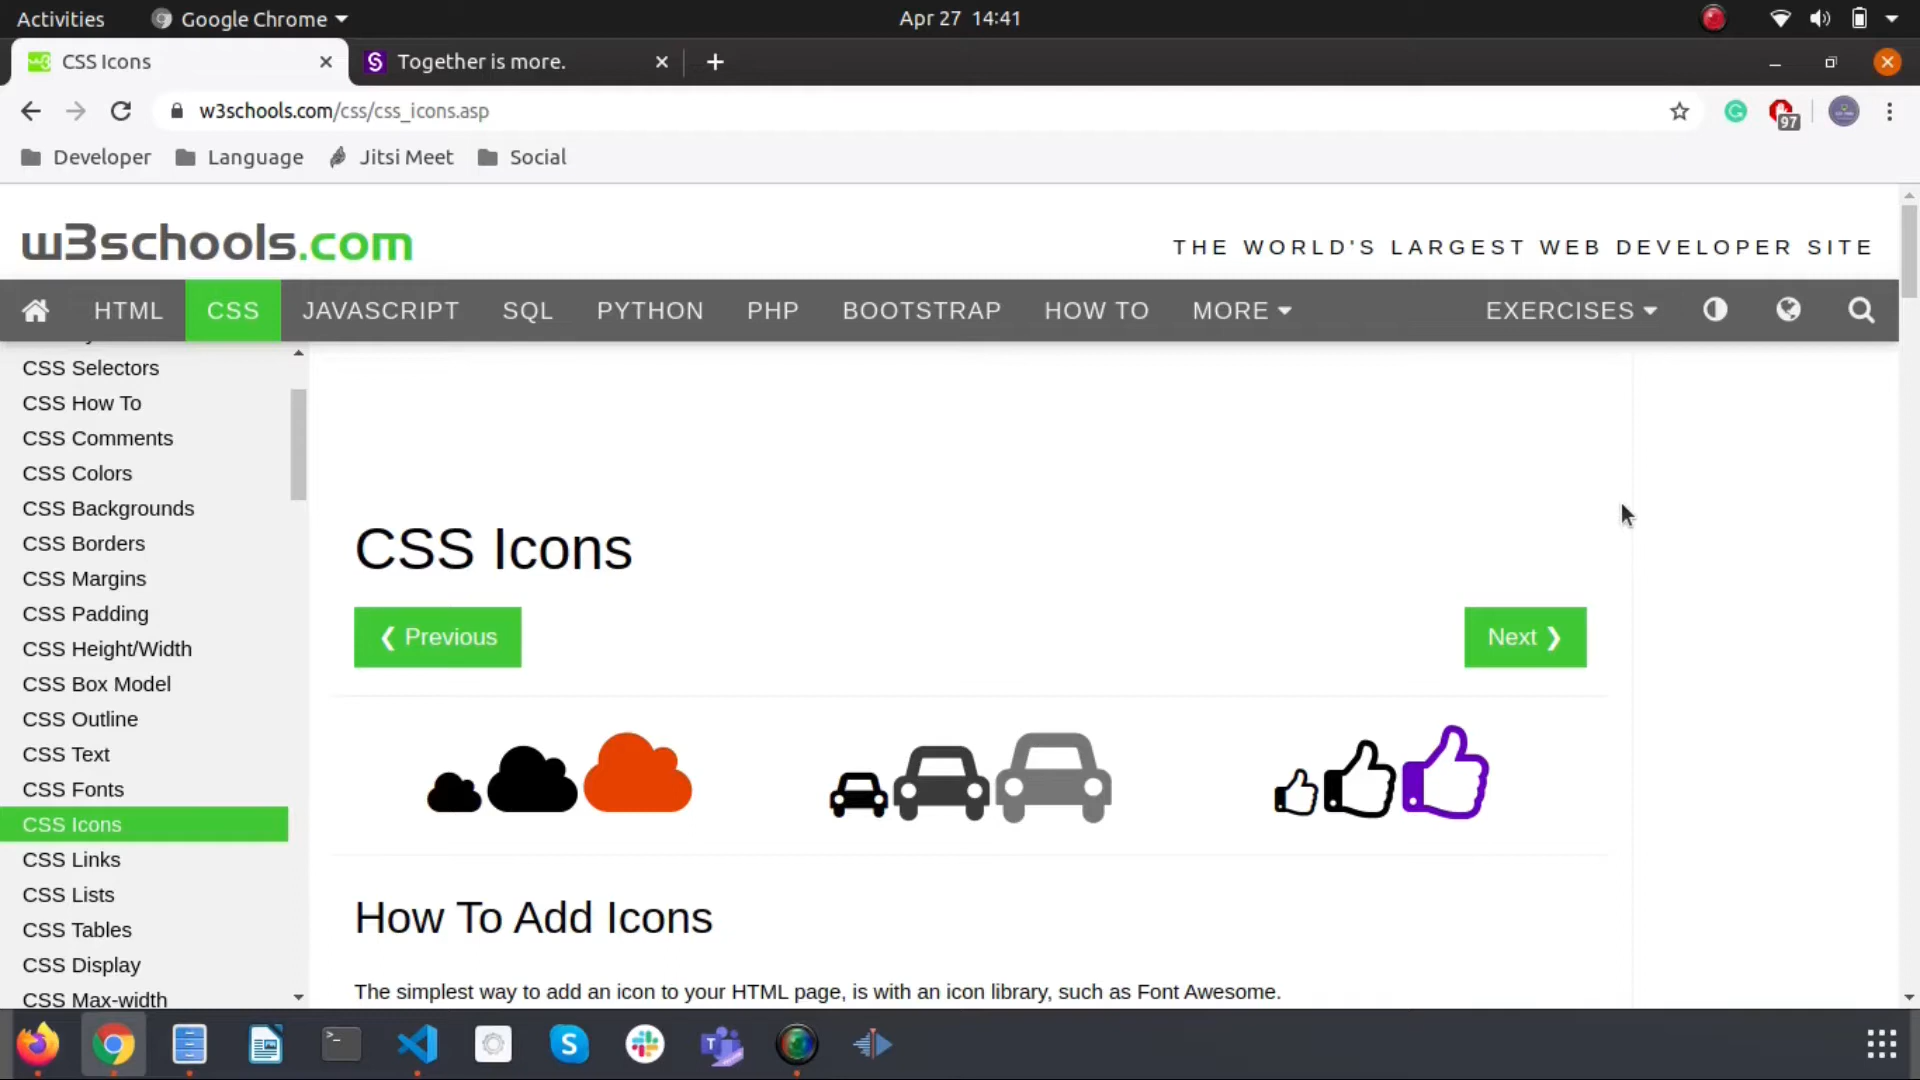 Activities
Google Chrome
Apr 27 14:41
CSS Icons
Together is more.
w3schools.com/css/css_icons.asp
97
Developer
Language
Jitsi Meet
Social
w3schools.com
THE WORLD'S LARGEST WEB DEVELOPER SITE
HTML
CSS
JAVASCRIPT
SQL
PYTHON
PHP
BOOTSTRAP
HOW TO
MORE
EXERCISES
CSS Selectors
CSS How To
CSS Comments
CSS Colors
CSS Backgrounds
CSS Borders
CSS Margins
CSS Padding
CSS Height/Width
CSS Box Model
CSS Outline
CSS Text
CSS Fonts
CSS Icons
CSS Links
CSS Lists
CSS Tables
CSS Display
CSS Max-width
CSS Icons
❮ Previous
Next ❯
How To Add Icons
The simplest way to add an icon to your HTML page, is with an icon library, such as Font Awesome.